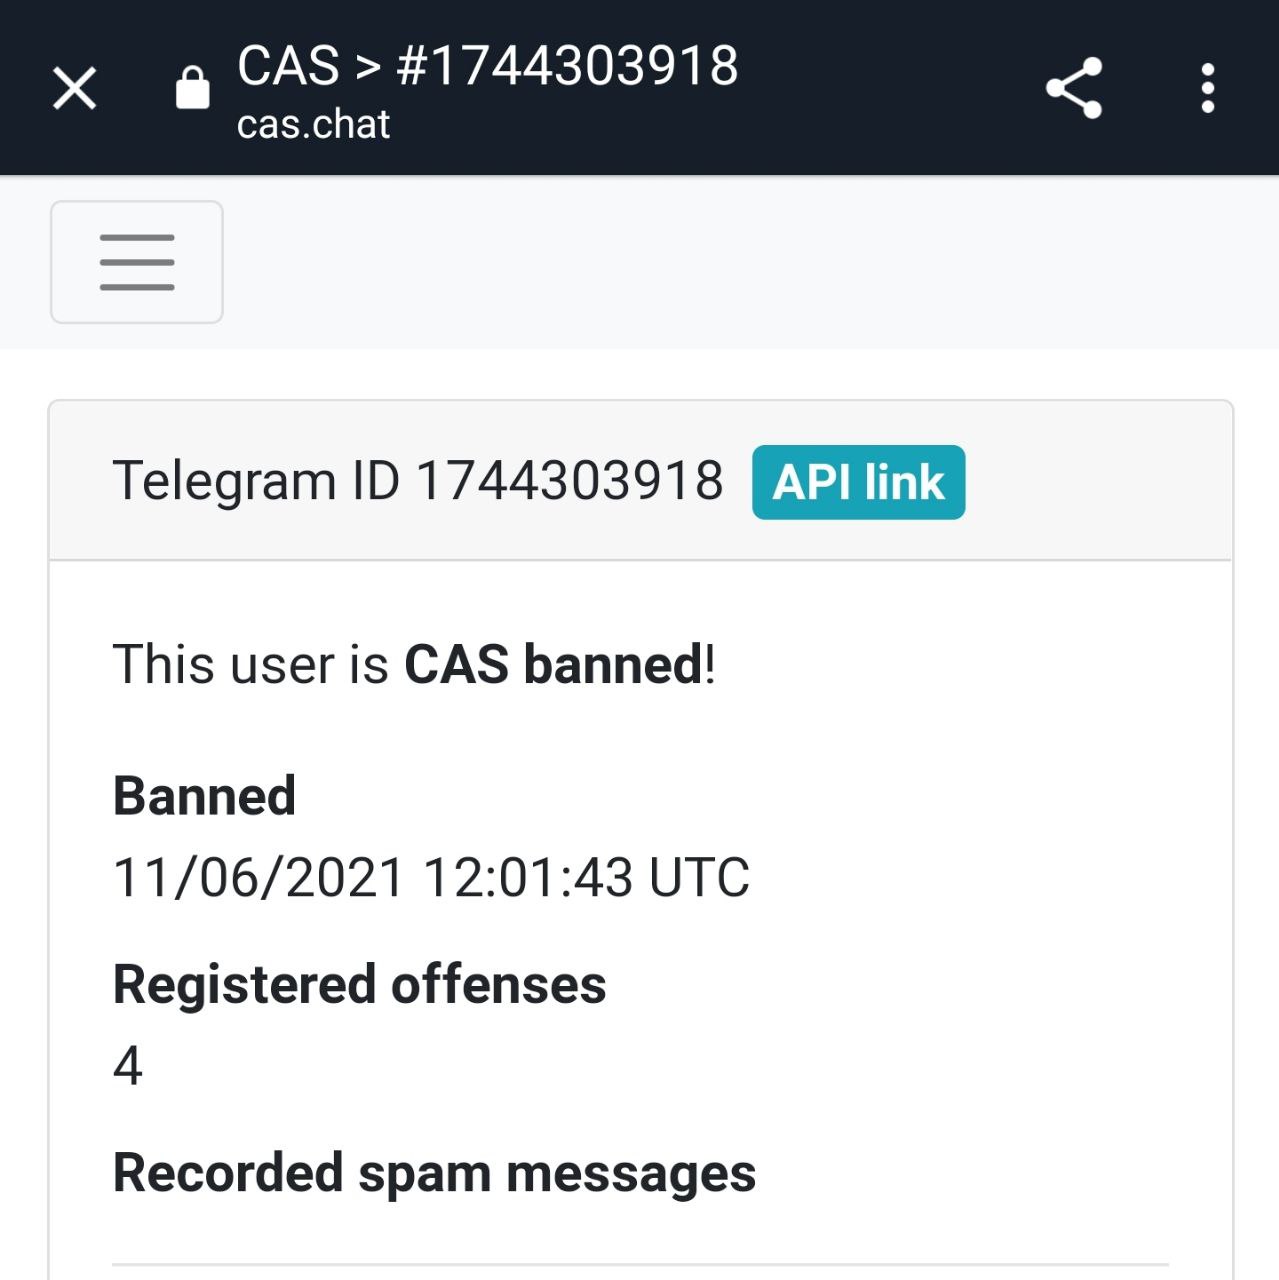 CAS > #1744303918
cas.chat
Telegram ID 1744303918 API link
This user is CAS banned!
Banned
11/06/2021 12:01:43 UTC
Registered offenses
4
Recorded spam messages